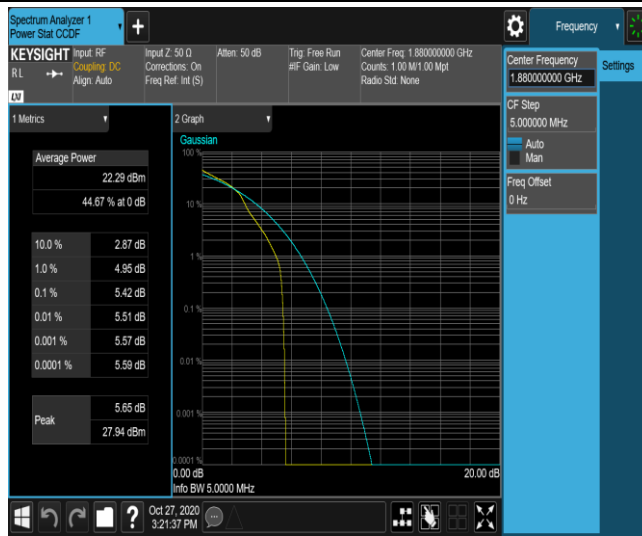 Spectrum Analyzer 1
Power Stat CCDF
Frequency
KEYSIGHT
RL
Input: RF
Coupling: DC
Align: Auto
Input Z: 50 Ω
Corrections: On
Freq Ref: Int (S)
Atten: 50 dB
Trig: Free Run
#IF Gain: Low
Center Freq: 1.880000000 GHz
Counts: 1.00 M/1.00 Mpt
Radio Std: None
Center Frequency
1.880000000 GHz
Settings
CF Step
5.000000 MHz
Auto
Man
Freq Offset
0 Hz
1 Metrics
Average Power
22.29 dBm
44.67 % at 0 dB
10.0 % 2.87 dB
1.0 % 4.95 dB
0.1 % 5.42 dB
0.01 % 5.51 dB
0.001 % 5.57 dB
0.0001 % 5.59 dB
Peak
5.65 dB
27.94 dBm
2 Graph
Gaussian
100 %
10 %
1 %
0.1 %
0.01 %
0.001 %
0.0001 %
0.00 dB
20.00 dB
Info BW 5.0000 MHz
?
Oct 27, 2020
3:21:37 PM